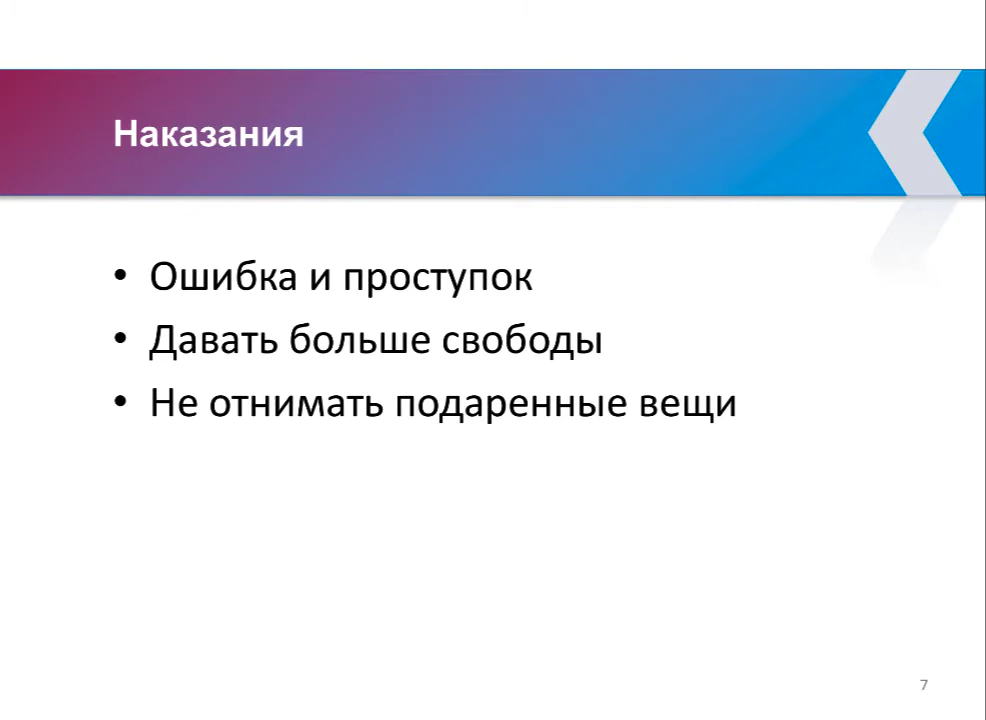 Наказания
• Ошибка и проступок
• Давать больше свободы
• Не отнимать подаренные вещи
7